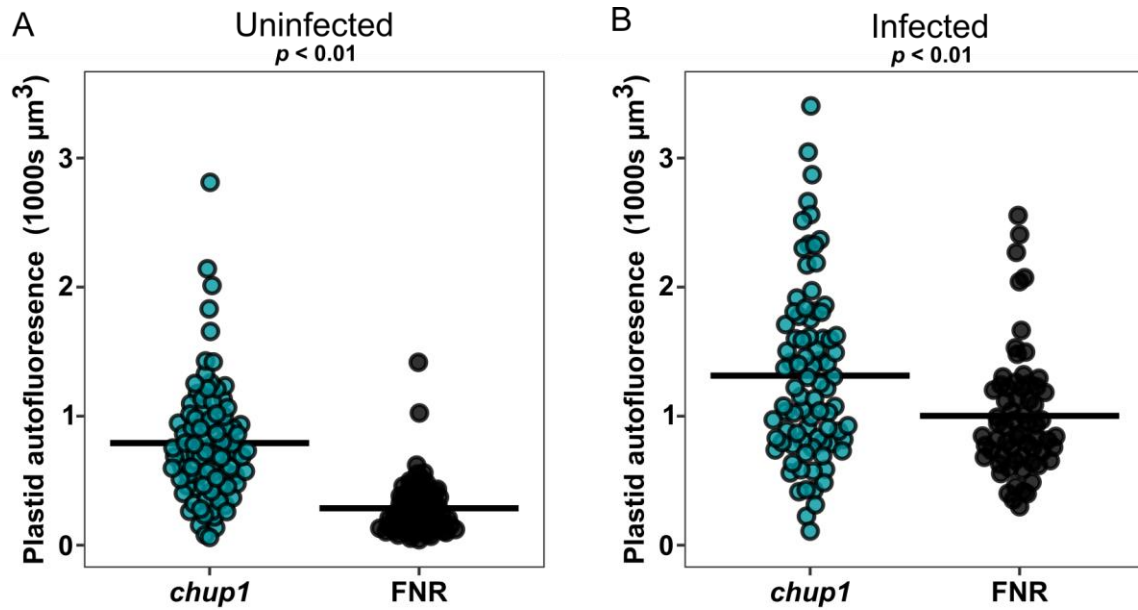 A
Uninfected
p < 0.01
Plastid autofluoresence (1000s µm³)
3
2
1
0
chup1
FNR
B
Infected
p < 0.01
Plastid autofluoresence (1000s µm³)
3
2
1
0
chup1
FNR